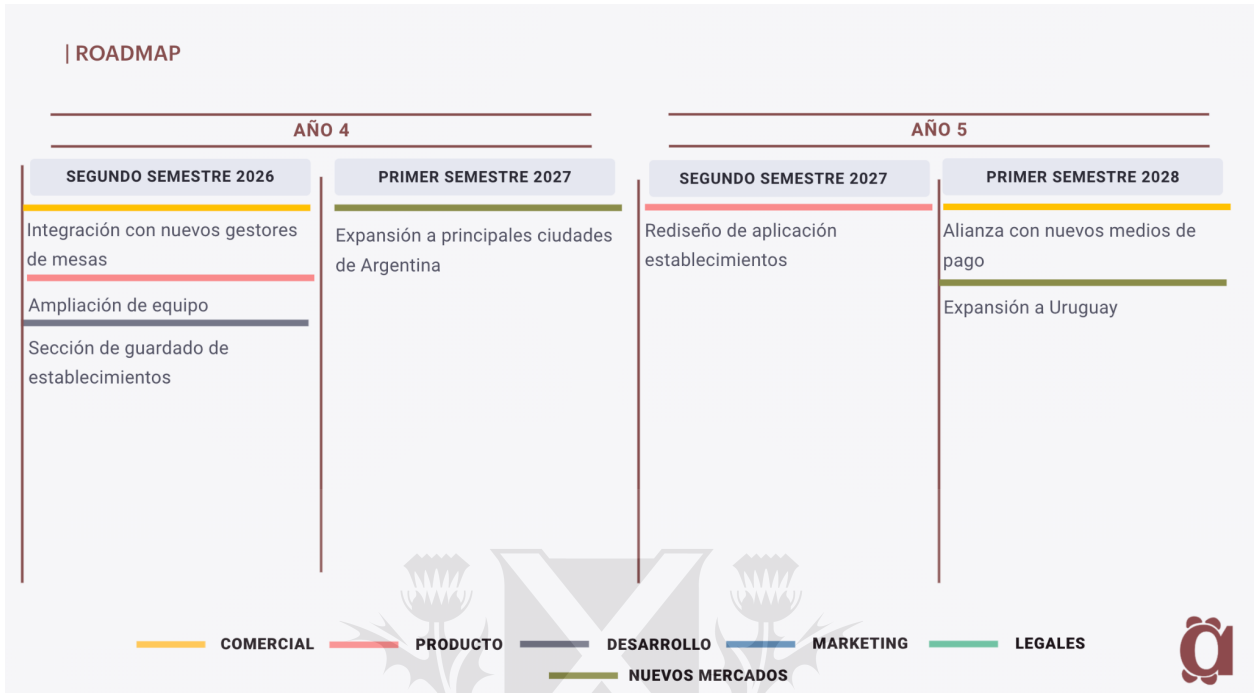 | ROADMAP
AÑO 4
SEGUNDO SEMESTRE 2026
Integración con nuevos gestores
de mesas
Ampliación de equipo
Sección de guardado de
establecimientos
PRIMER SEMESTRE 2027
Expansión a principales ciudades
de Argentina
AÑO 5
SEGUNDO SEMESTRE 2027
Rediseño de aplicación
establecimientos
PRIMER SEMESTRE 2028
Alianza con nuevos medios de
pago
Expansión a Uruguay
COMERCIAL PRODUCTO DESARROLLO MARKETING LEGALES
NUEVOS MERCADOS
a